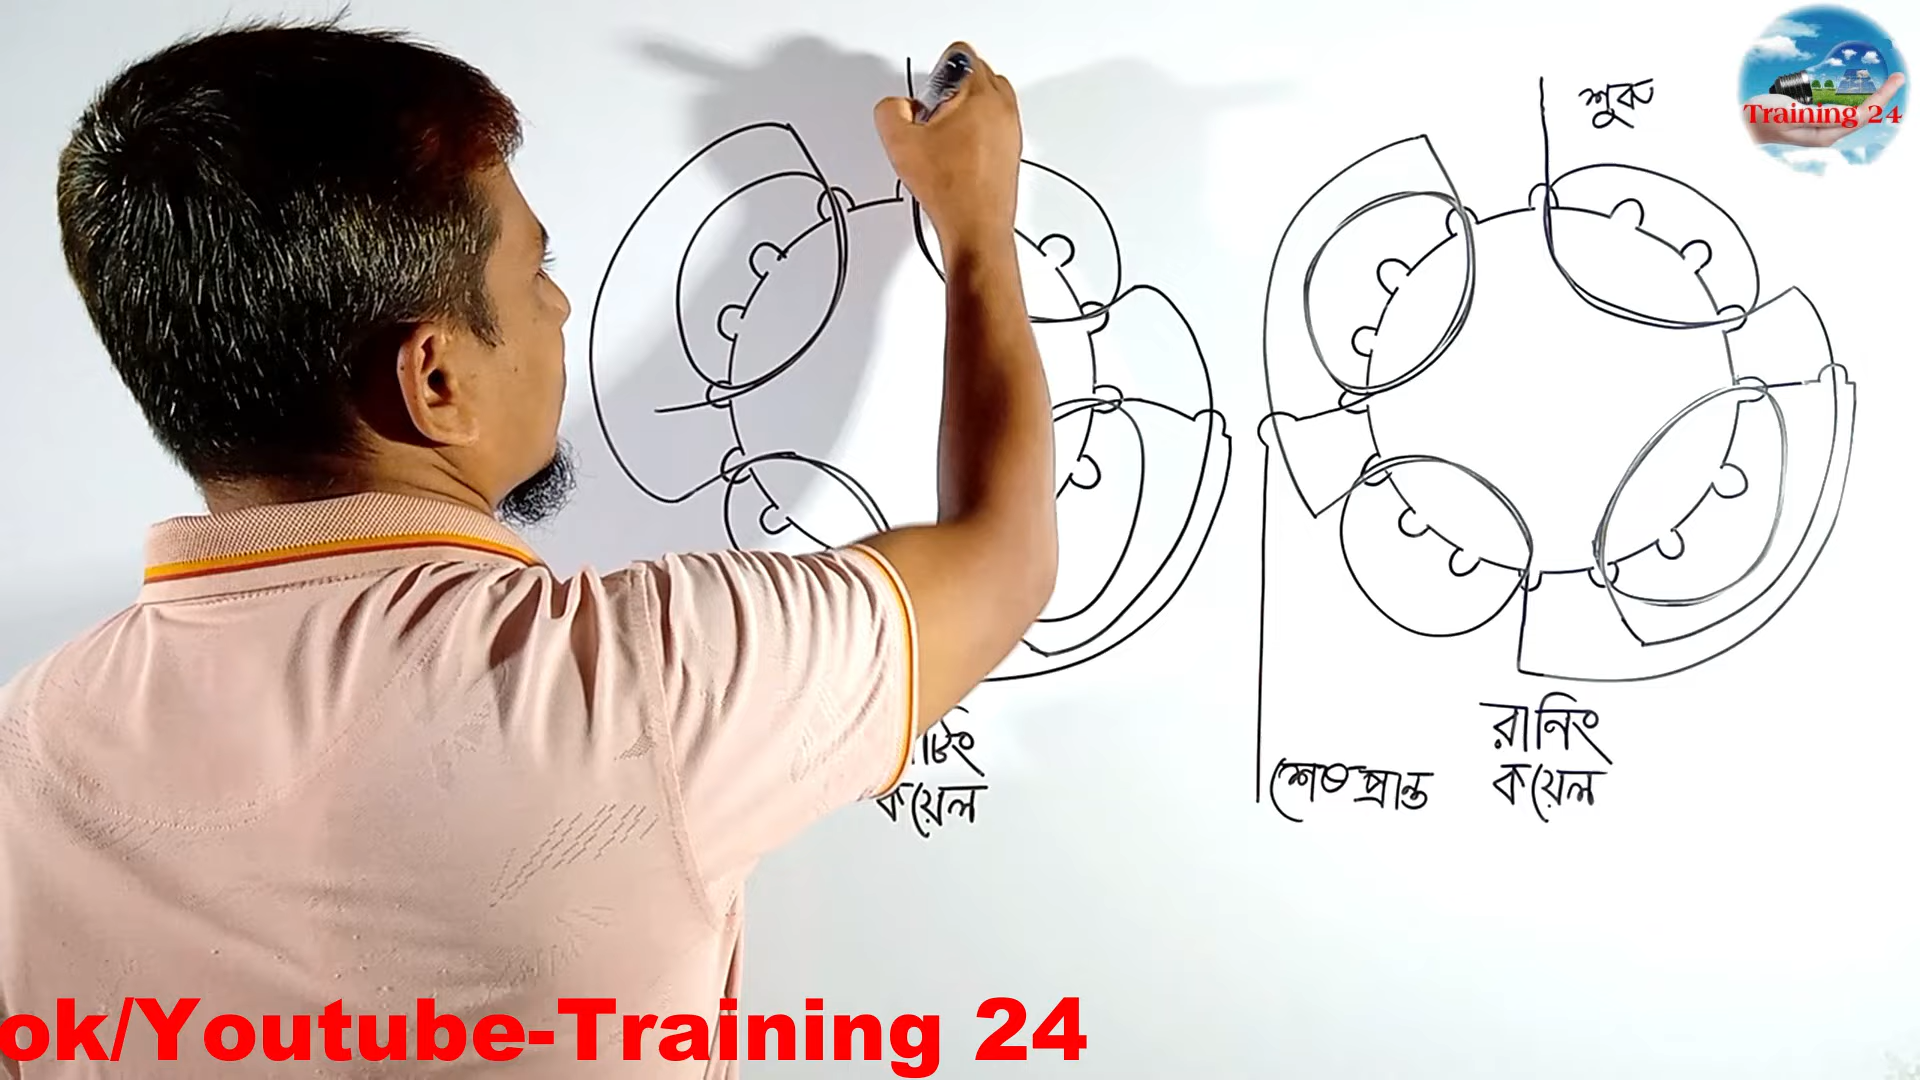 শুরু
Training 24
রানিং
কয়েল
শেষ প্রান্ত
র্টিং
কয়েল
ok/Youtube-Training 24